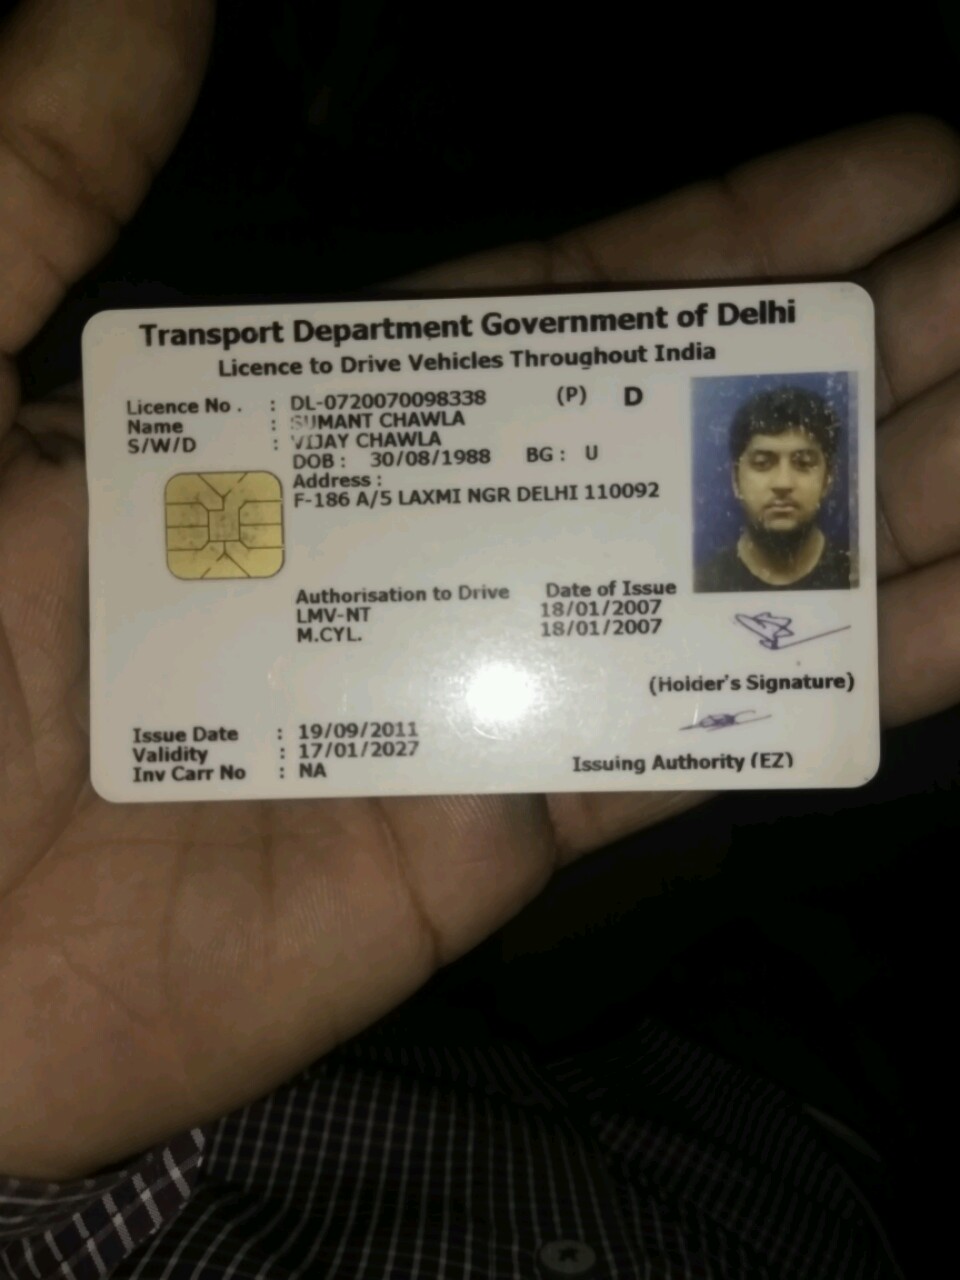 Transport Department Government of Delhi
Licence to Drive Vehicles Throughout India
Licence No. : DL-0720070098338 (P) D
Name : SUMANT CHAWLA
S/W/D : VIJAY CHAWLA
DOB : 30/08/1988 BG : U
Address :
F-186 A/5 LAXMI NGR DELHI 110092
Authorisation to Drive Date of Issue
LMV-NT 18/01/2007
M.CYL. 18/01/2007
(Holder's Signature)
Issue Date : 19/09/2011
Validity : 17/01/2027
Inv Carr No : NA
Issuing Authority (EZ)